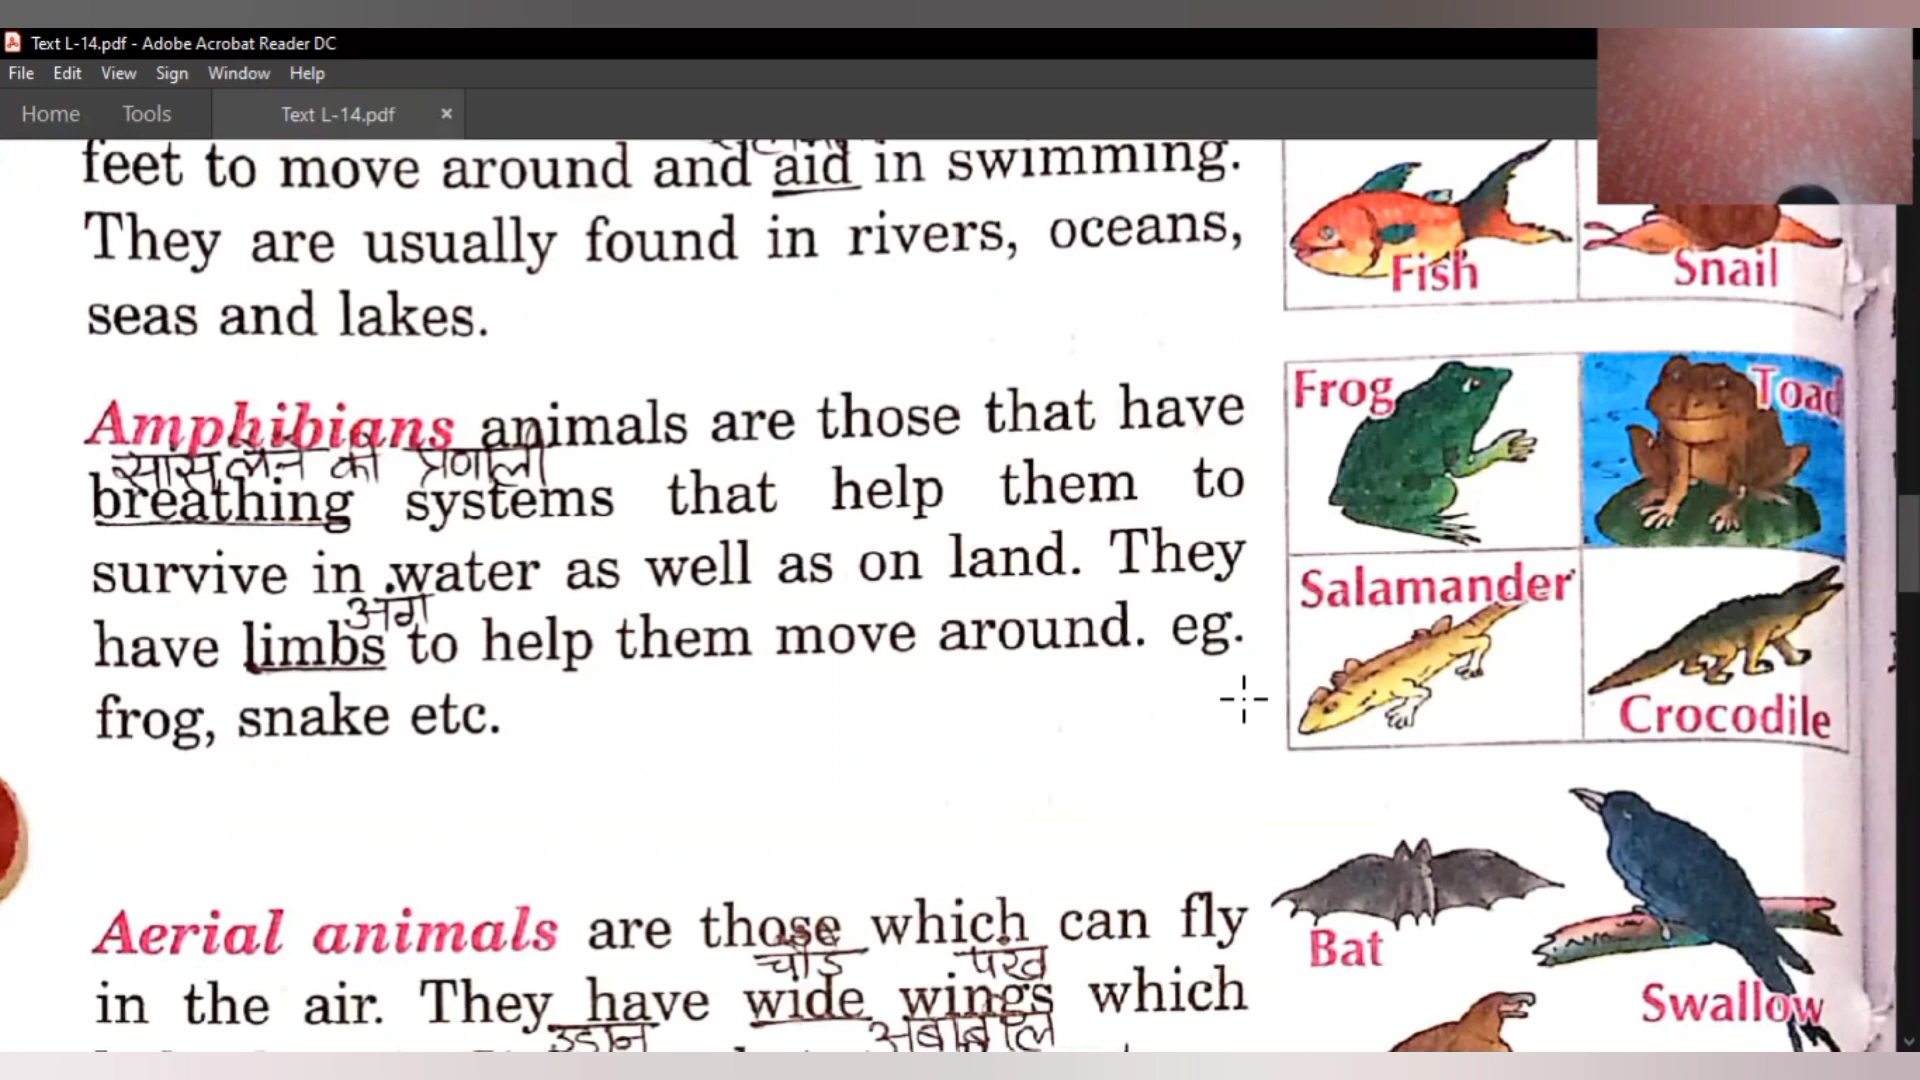 Text L-14.pdf - Adobe Acrobat Reader DC
File Edit View Sign Window Help
Home Tools Text L-14.pdf ×
feet to move around and aid in swimming.
They are usually found in rivers, oceans,
seas and lakes.
Fish
Snail
Amphibians animals are those that have
सास लेने की प्रणाली
breathing systems that help them to
survive in water as well as on land. They
अंग
have limbs to help them move around. eg.
frog, snake etc.
Frog
Toad
Salamander
Crocodile
Aerial animals are those which can fly
चौड़े पंख
in the air. They have wide wings which
उड़ान अबाबील
Bat
Swallow